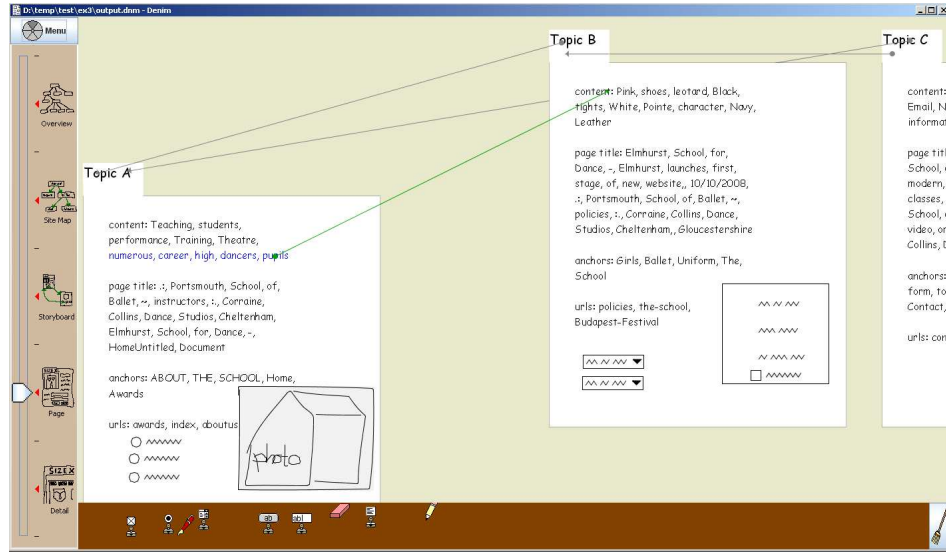 D:\temp\test\ex3\output.dnm - Denim
Menu
Overview
Site Map
Storyboard
Page
SIZEX
Detail
Topic A
content: Teaching, students,
performance, Training, Theatre,
numerous, career, high, dancers, pupils
page title: .:, Portsmouth, School, of,
Ballet, ~, instructors, :., Corraine,
Collins, Dance, Studios, Cheltenham,
Elmhurst, School, for, Dance, -,
HomeUntitled, Document
anchors: ABOUT, THE, SCHOOL, Home,
Awards
urls: awards, index, aboutus
photo
Topic B
content: Pink, shoes, leotard, Black,
tights, White, Pointe, character, Navy,
Leather
page title: Elmhurst, School, for,
Dance, -, Elmhurst, launches, first,
stage, of, new, website,, 10/10/2008,
.:, Portsmouth, School, of, Ballet, ~,
policies, :., Corraine, Collins, Dance,
Studios, Cheltenham,, Gloucestershire
anchors: Girls, Ballet, Uniform, The,
School
urls: policies, the-school,
Budapest-Festival
Topic C
content:
Email, N
informat
page titl
School,
modern,
classes,
School,
video, or
Collins, D
anchors:
form, to
Contact,
urls: con
ab
abl